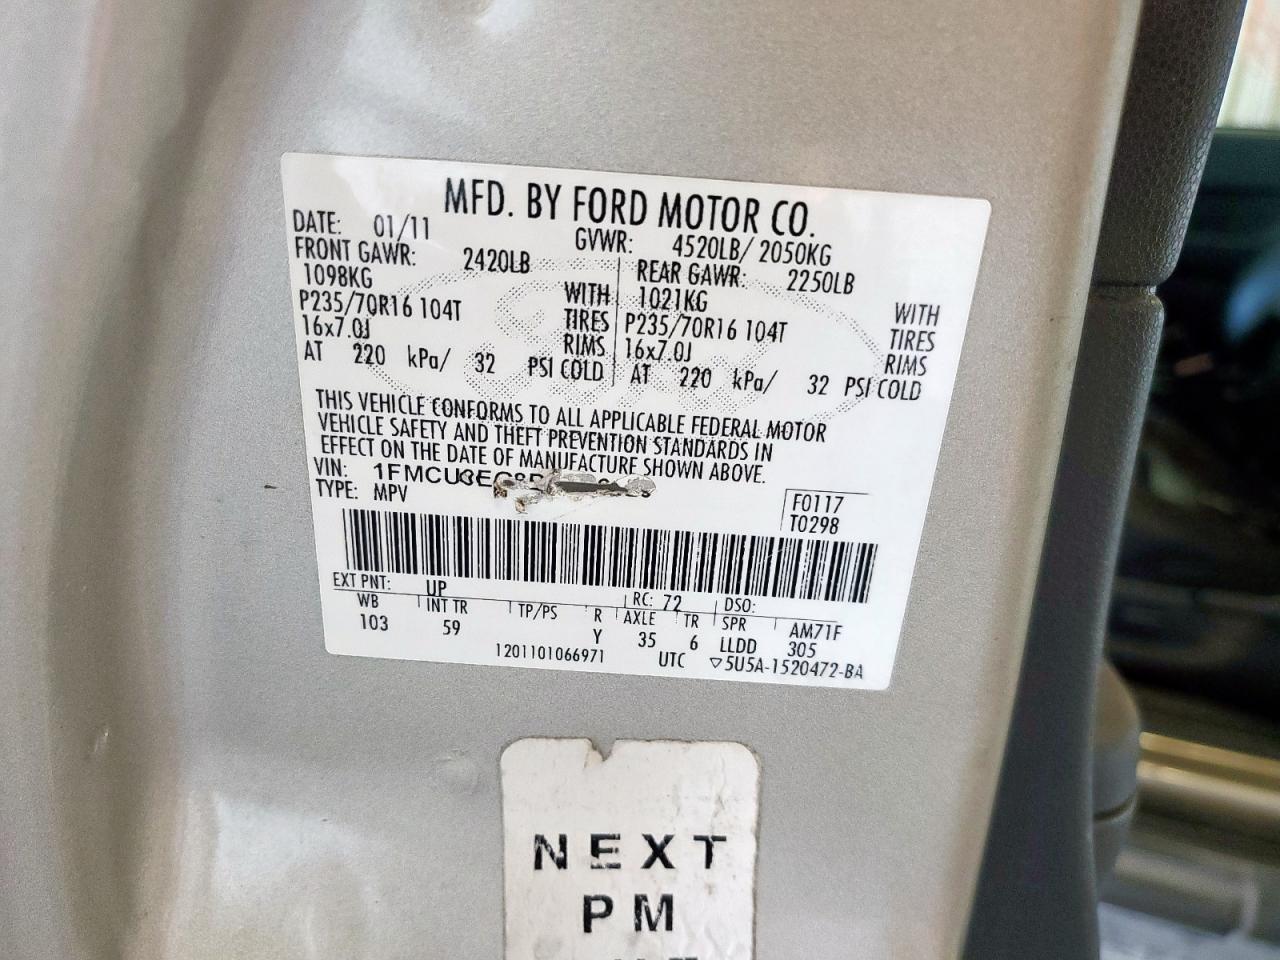 MFD. BY FORD MOTOR CO.
DATE: 01/11 GVWR: 4520LB/ 2050KG
FRONT GAWR: 2420LB REAR GAWR: 2250LB
1098KG WITH 1021KG WITH
P235/70R16 104T TIRES P235/70R16 104T TIRES
16x7.0J RIMS 16x7.0J RIMS
AT 220 kPa/ 32 PSI COLD AT 220 kPa/ 32 PSI COLD
THIS VEHICLE CONFORMS TO ALL APPLICABLE FEDERAL MOTOR
VEHICLE SAFETY AND THEFT PREVENTION STANDARDS IN
EFFECT ON THE DATE OF MANUFACTURE SHOWN ABOVE.
VIN:
TYPE: MPV
F0117
T0298
EXT PNT: UP RC: 72 DSO:
WB INT TR TP/PS R AXLE TR SPR AM71F
103 59 Y 35 6 LLDD 305
1201101066971 UTC ▽5U5A-1520472-BA
NEXT
PM